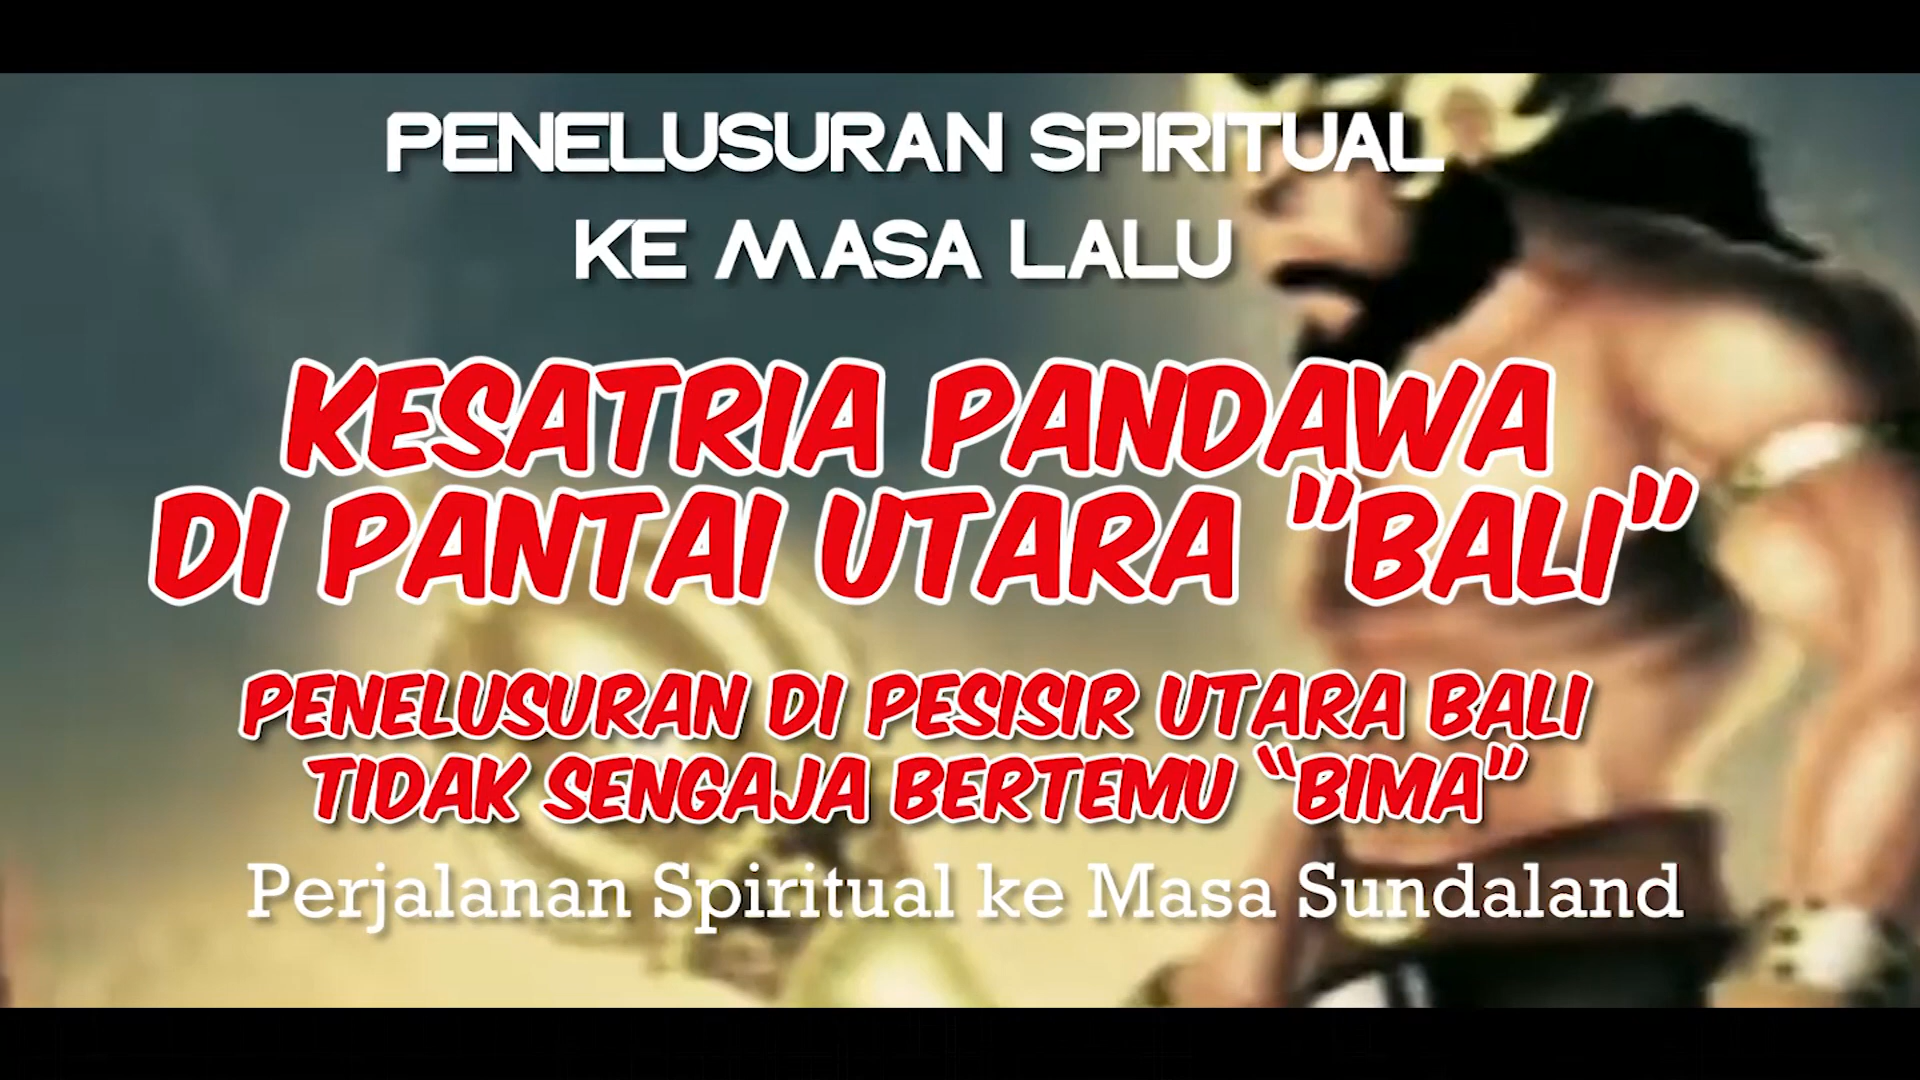 PENELUSURAN SPIRITUAL
KE MASA LALU
KESATRIA PANDAWA
DI PANTAI UTARA "BALI"
PENELUSURAN DI PESISIR UTARA BALI
TIDAK SENGAJA BERTEMU “BIMA”
Perjalanan Spiritual ke Masa Sundaland